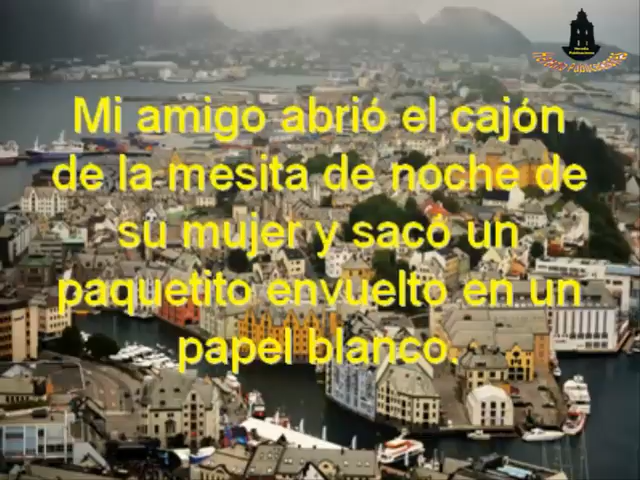 Mi amigo abrió el cajón
de la mesita de noche de
su mujer y sacó un
paquetito envuelto en un
papel blanco.